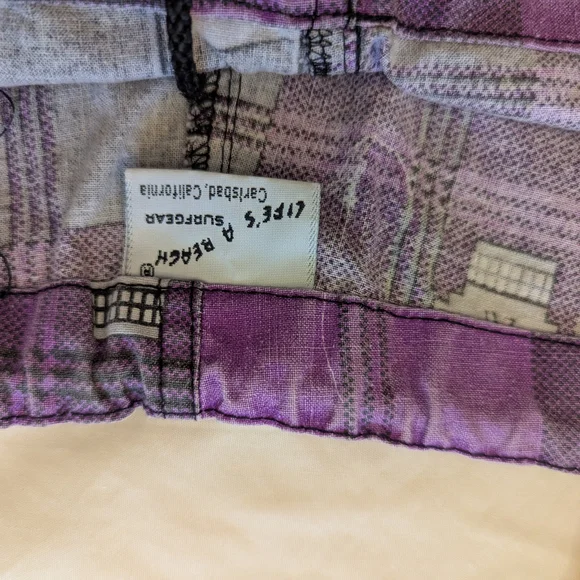 LIFE'S
A BEACH®
SURFGEAR
Carlsbad, California